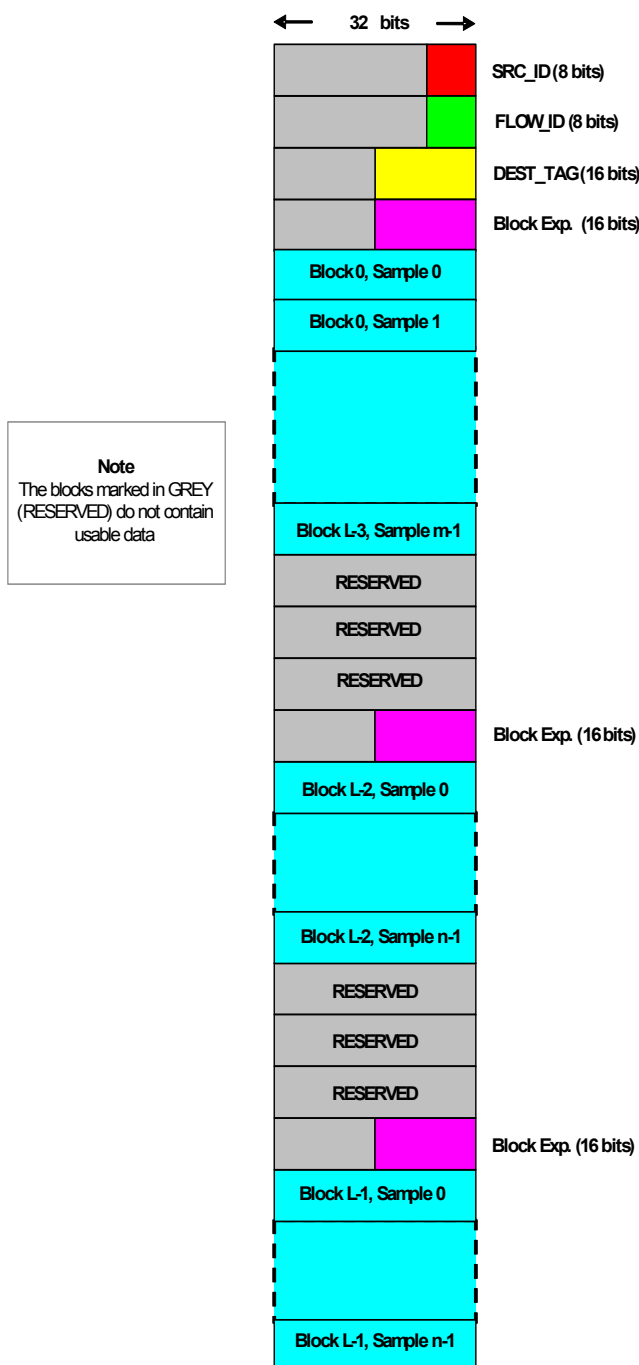 32 bits
SRC_ID (8 bits)
FLOW_ID (8 bits)
DEST_TAG (16 bits)
Block Exp. (16 bits)
Block 0, Sample 0
Block 0, Sample 1
Note
The blocks marked in GREY
(RESERVED) do not contain
usable data
Block L-3, Sample m-1
RESERVED
RESERVED
RESERVED
Block Exp. (16 bits)
Block L-2, Sample 0
Block L-2, Sample n-1
RESERVED
RESERVED
RESERVED
Block Exp. (16 bits)
Block L-1, Sample 0
Block L-1, Sample n-1